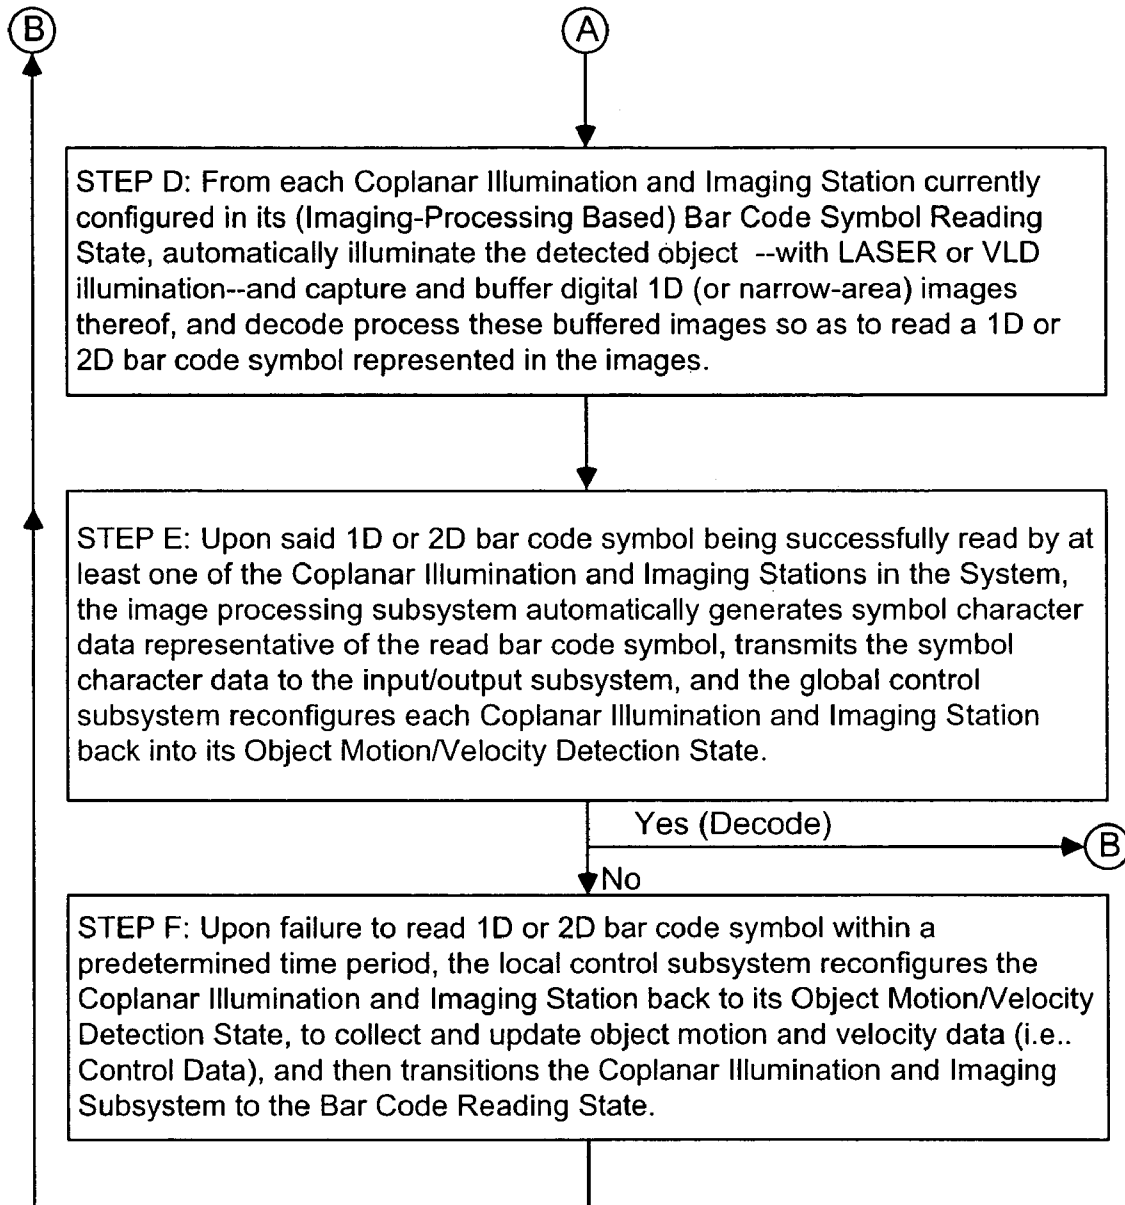 B
A
STEP D: From each Coplanar Illumination and Imaging Station currently
configured in its (Imaging-Processing Based) Bar Code Symbol Reading
State, automatically illuminate the detected object --with LASER or VLD
illumination--and capture and buffer digital 1D (or narrow-area) images
thereof, and decode process these buffered images so as to read a 1D or
2D bar code symbol represented in the images.
STEP E: Upon said 1D or 2D bar code symbol being successfully read by at
least one of the Coplanar Illumination and Imaging Stations in the System,
the image processing subsystem automatically generates symbol character
data representative of the read bar code symbol, transmits the symbol
character data to the input/output subsystem, and the global control
subsystem reconfigures each Coplanar Illumination and Imaging Station
back into its Object Motion/Velocity Detection State.
Yes (Decode)
B
No
STEP F: Upon failure to read 1D or 2D bar code symbol within a
predetermined time period, the local control subsystem reconfigures the
Coplanar Illumination and Imaging Station back to its Object Motion/Velocity
Detection State, to collect and update object motion and velocity data (i.e..
Control Data), and then transitions the Coplanar Illumination and Imaging
Subsystem to the Bar Code Reading State.